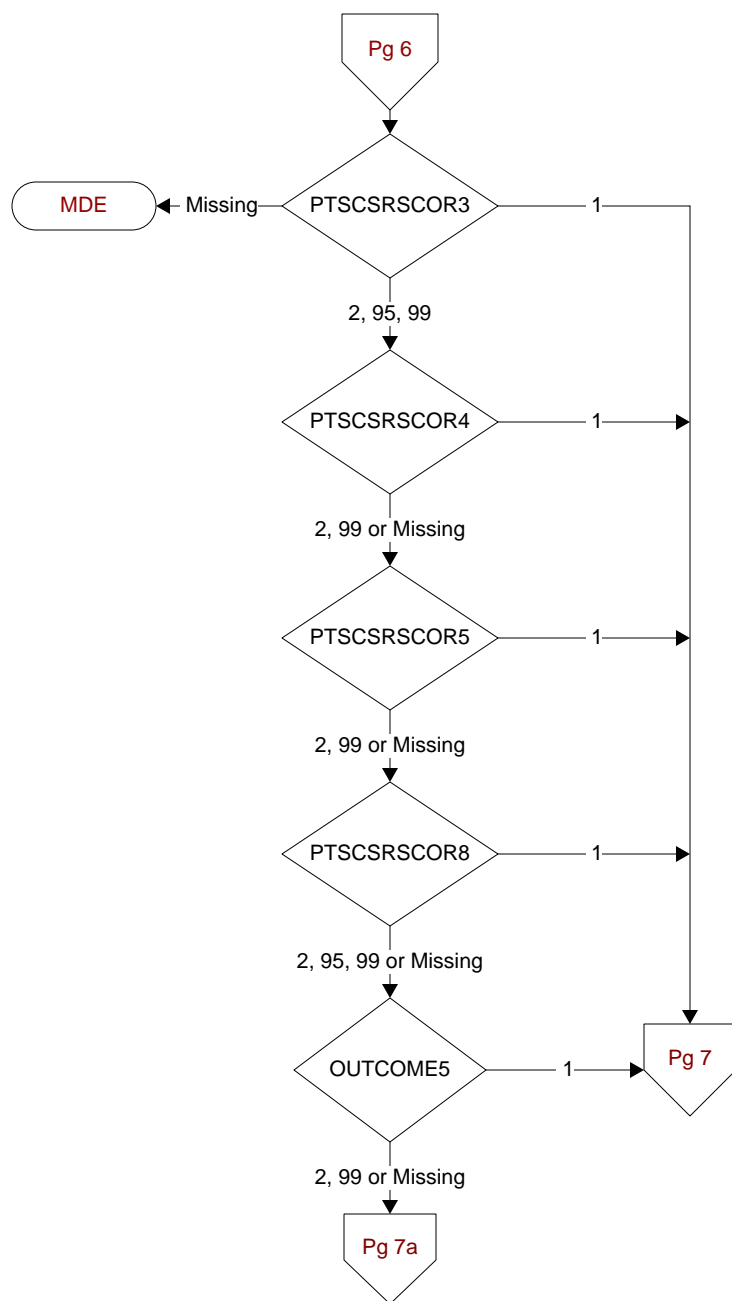 Pg 6
MDE
Missing
PTSCSRSCOR3
1
2, 95, 99
PTSCSRSCOR4
1
2, 99 or Missing
PTSCSRSCOR5
1
2, 99 or Missing
PTSCSRSCOR8
1
2, 95, 99 or Missing
OUTCOME5
1
Pg 7
2, 99 or Missing
Pg 7a